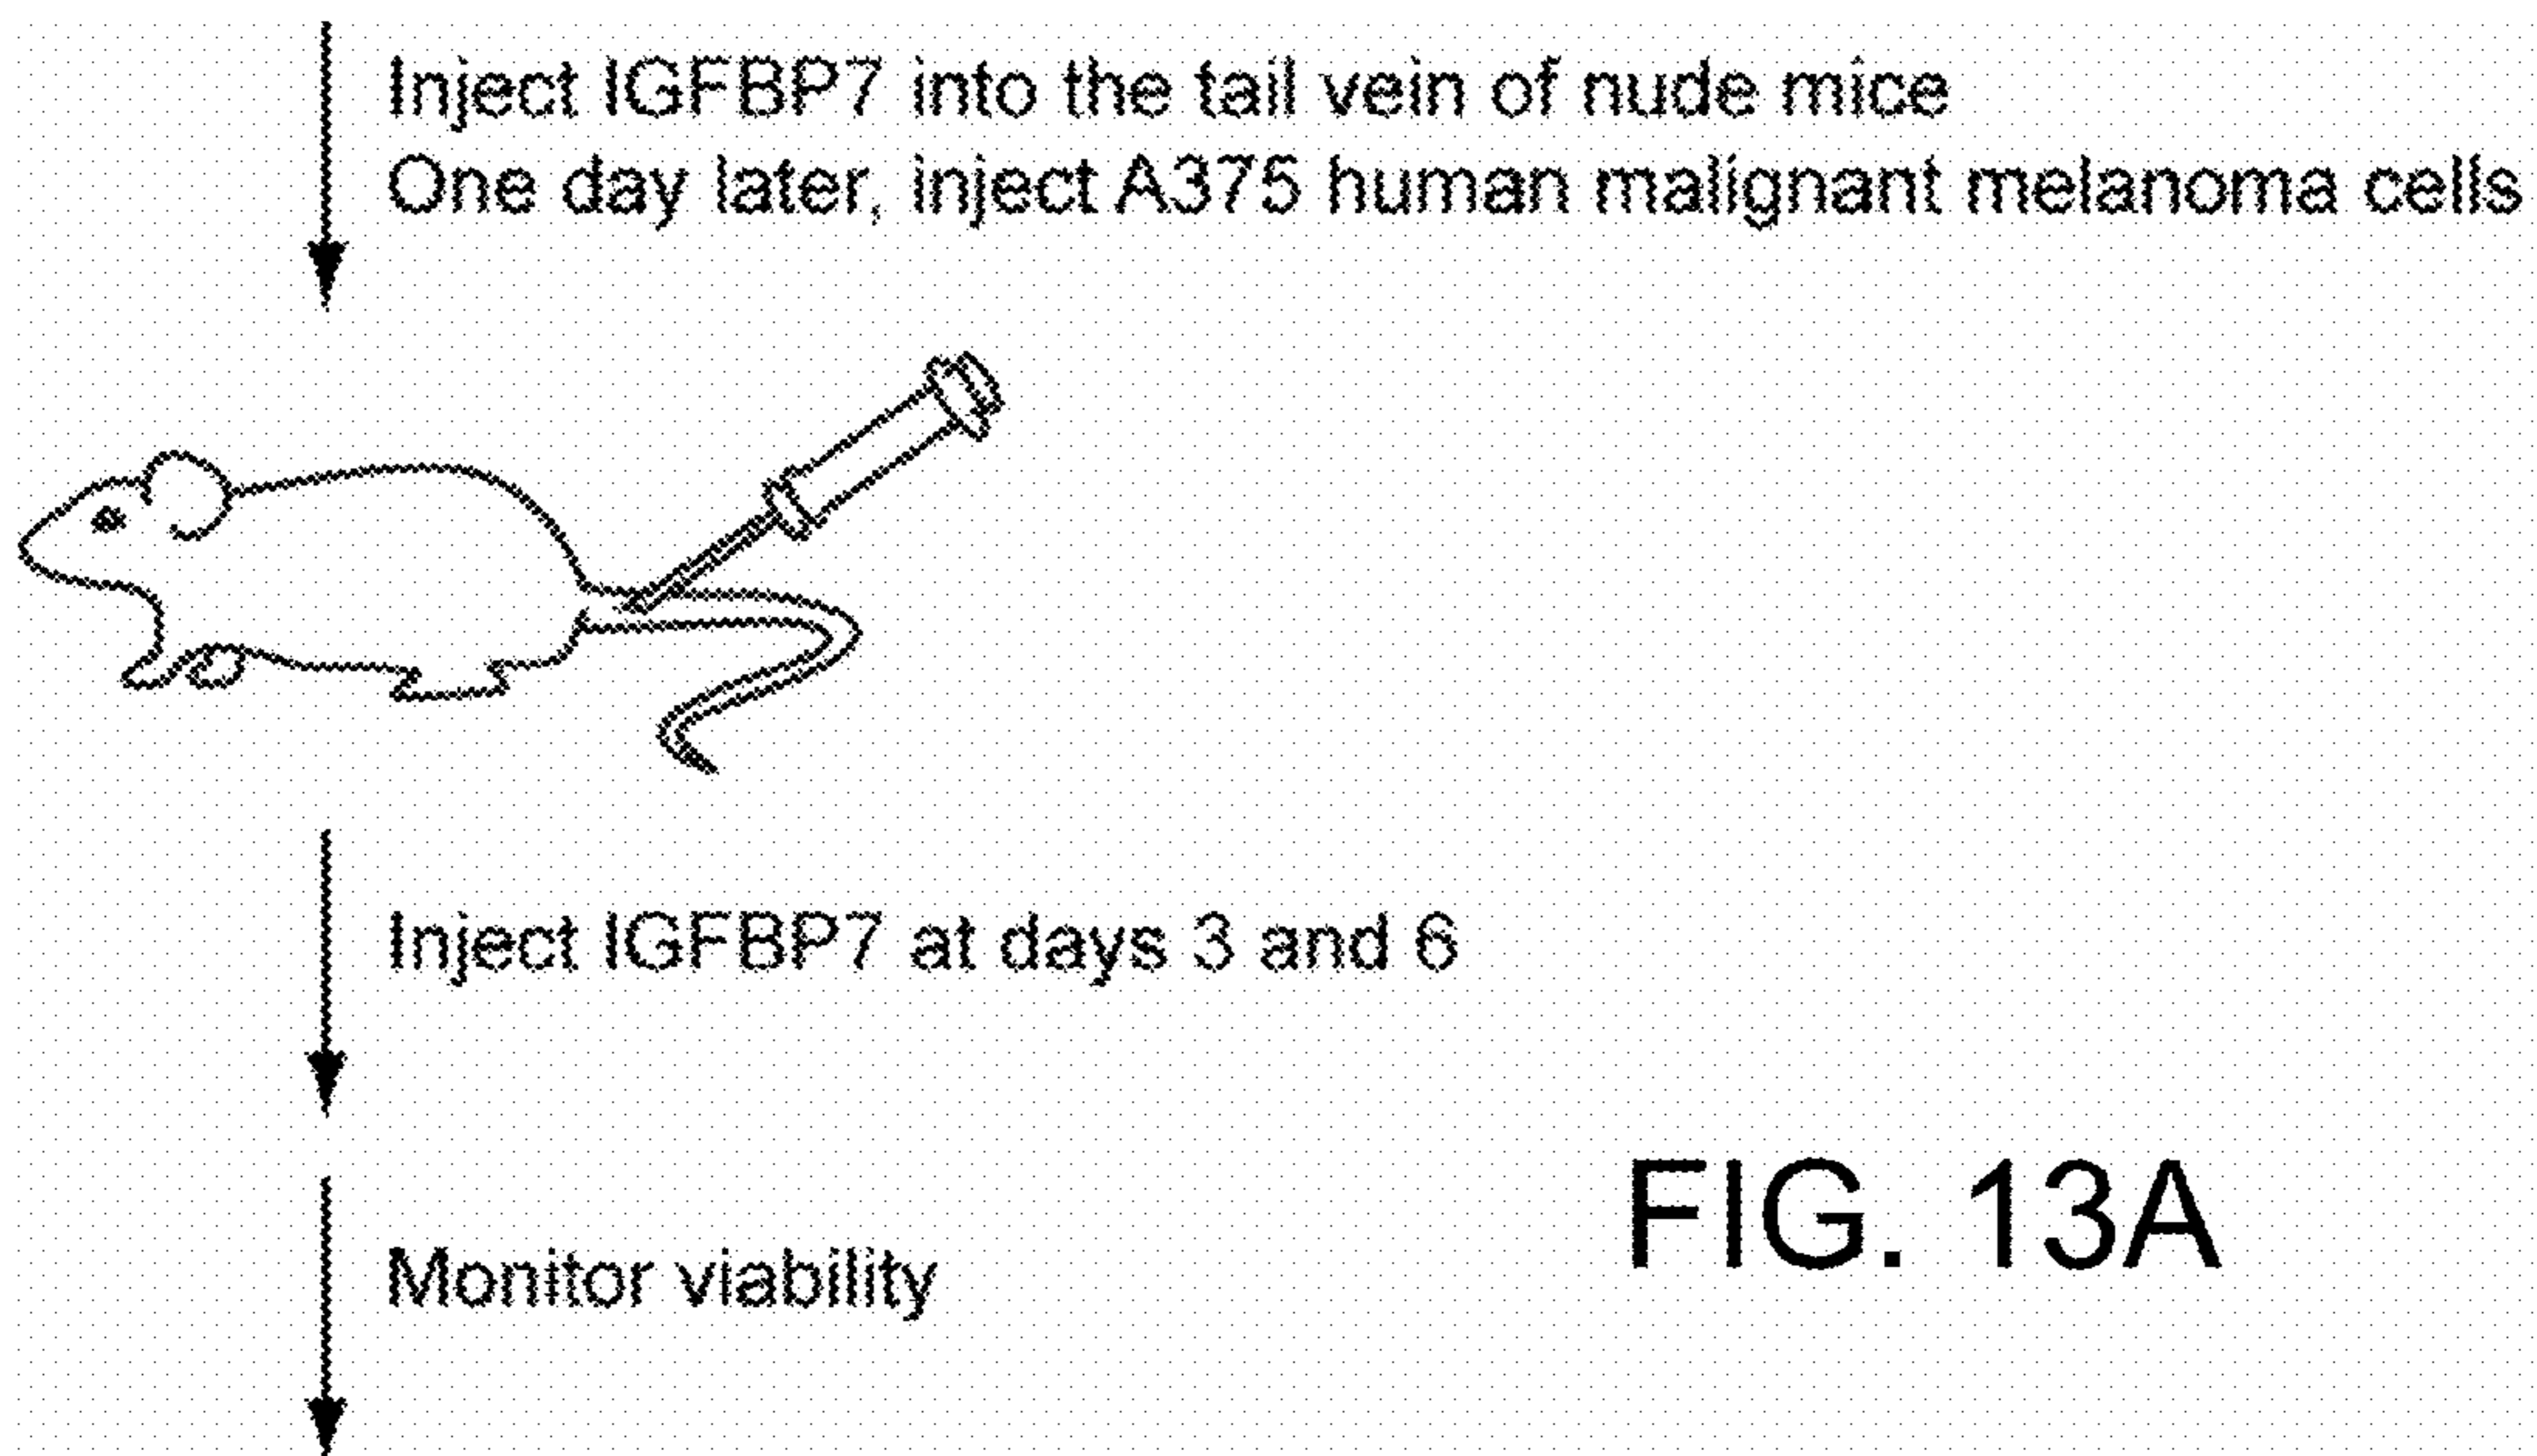 Inject IGFBP7 into the tail vein of nude mice
One day later, inject A375 human malignant melanoma cells
Inject IGFBP7 at days 3 and 6
Monitor viability
FIG. 13A